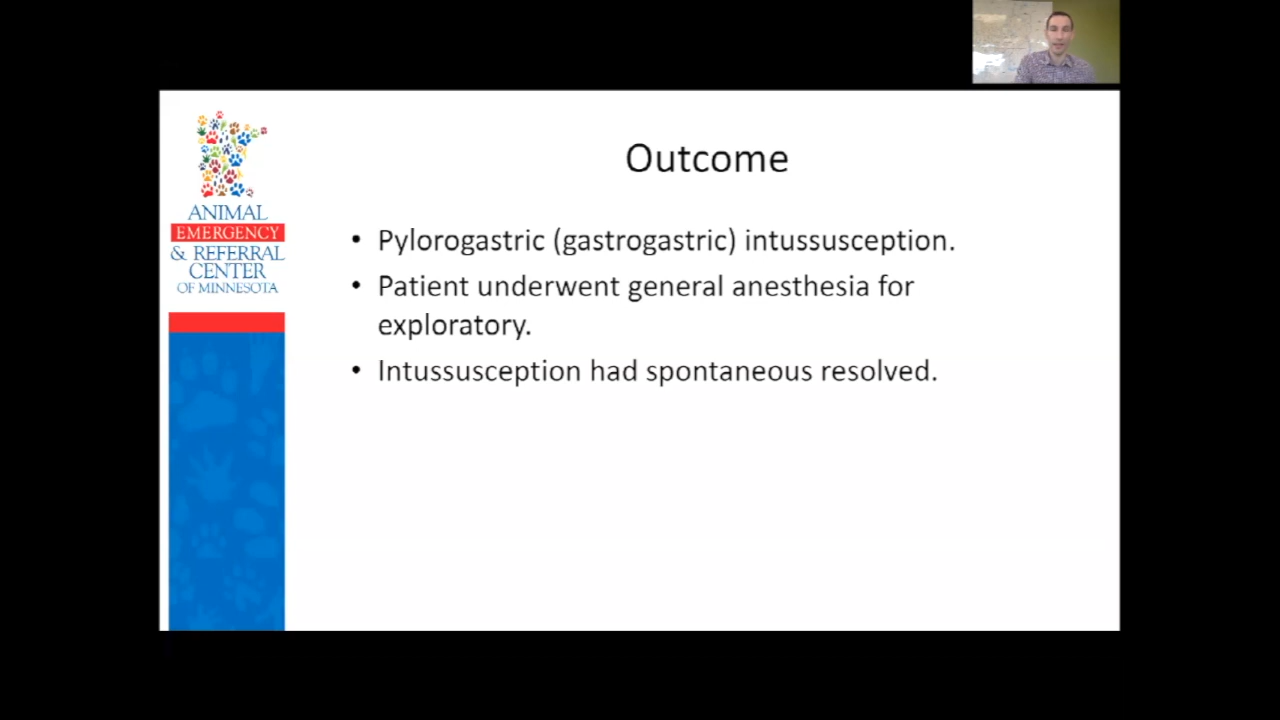 ANIMAL
EMERGENCY
& REFERRAL
CENTER
OF MINNESOTA
Outcome
• Pylorogastric (gastrogastric) intussusception.
• Patient underwent general anesthesia for
exploratory.
• Intussusception had spontaneous resolved.